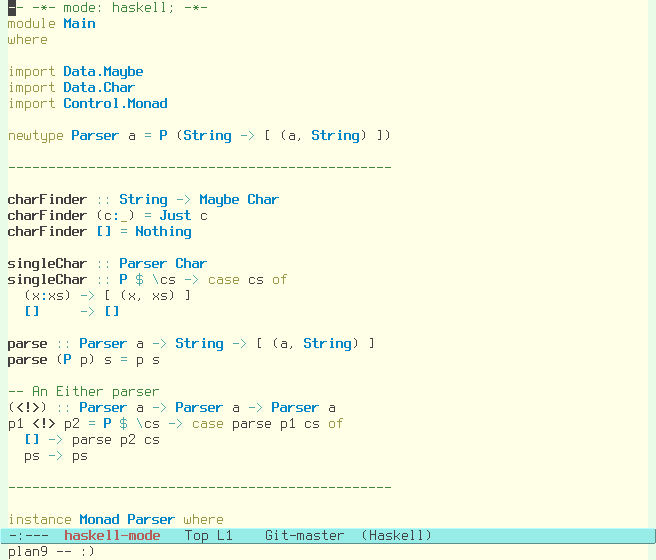 -- -*- mode: haskell; -*-
module Main
where
import Data.Maybe
import Data.Char
import Control.Monad
newtype Parser a = P (String -> [ (a, String) ])
------------------------------------------------
charFinder :: String -> Maybe Char
charFinder (c:_) = Just c
charFinder [] = Nothing
singleChar :: Parser Char
singleChar :: P $ \cs -> case cs of
  (x:xs) -> [ (x, xs) ]
  []     -> []
parse :: Parser a -> String -> [ (a, String) ]
parse (P p) s = p s
-- An Either parser
(<!>) :: Parser a -> Parser a -> Parser a
p1 <!> p2 = P $ \cs -> case parse p1 cs of
  [] -> parse p2 cs
  ps -> ps
------------------------------------------------
instance Monad Parser where
-:---  haskell-mode   Top L1    Git-master  (Haskell)
plan9 -- :)